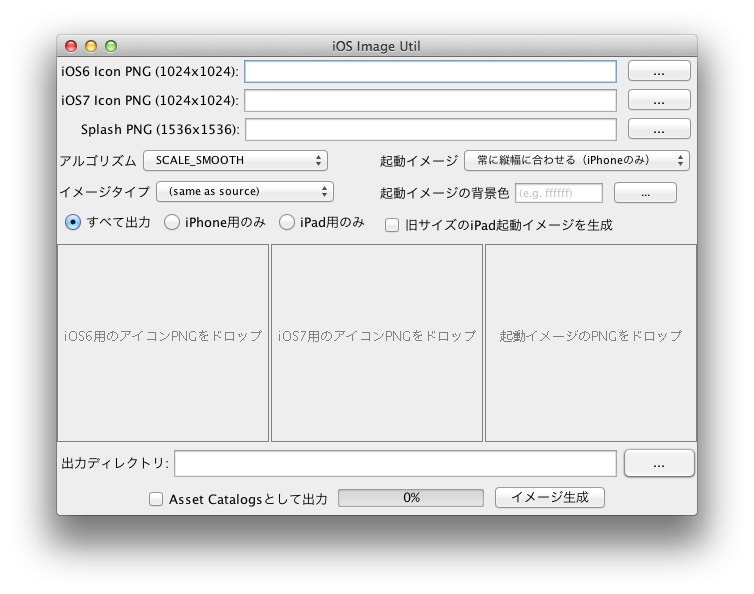 iOS Image Util
iOS6 Icon PNG (1024x1024): ...
iOS7 Icon PNG (1024x1024): ...
Splash PNG (1536x1536): ...
アルゴリズム SCALE_SMOOTH 起動イメージ 常に縦幅に合わせる（iPhoneのみ）
イメージタイプ (same as source) 起動イメージの背景色 (e.g. ffffff) ...
すべて出力 iPhone用のみ iPad用のみ 旧サイズのiPad起動イメージを生成
iOS6用のアイコンPNGをドロップ iOS7用のアイコンPNGをドロップ 起動イメージのPNGをドロップ
出力ディレクトリ: ...
Asset Catalogsとして出力 0% イメージ生成